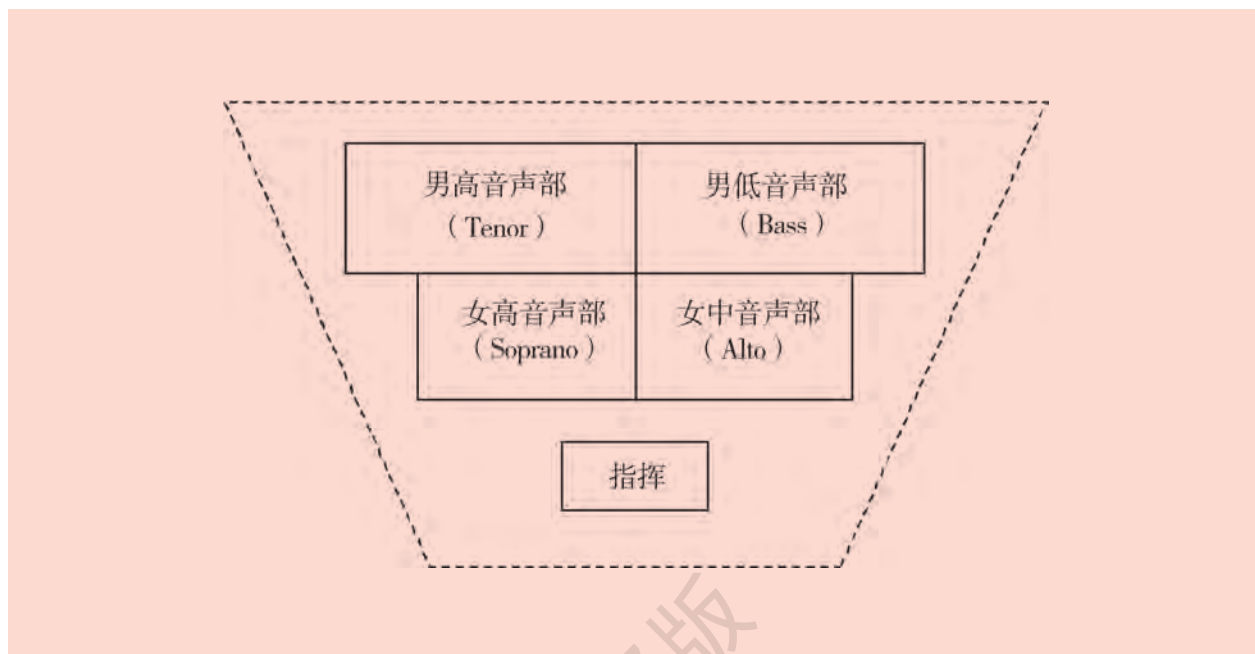 男高音声部
（Tenor）
男低音声部
（Bass）
女高音声部
（Soprano）
女中音声部
（Alto）
指挥
版